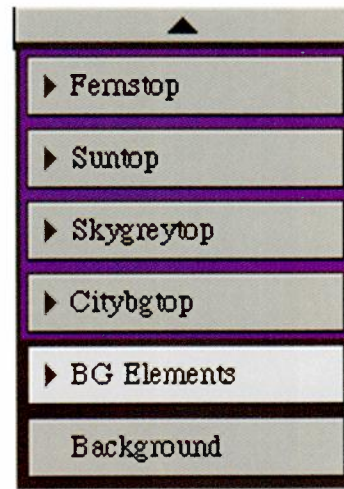 Fernstop
Suntop
Skygreytop
Citybgtop
BG Elements
Background